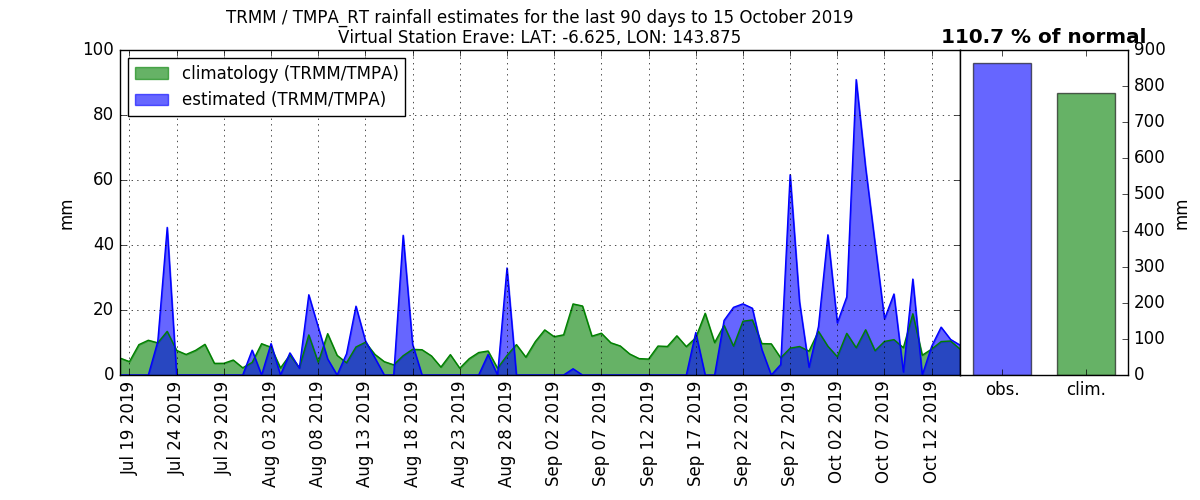 TRMM / TMPA_RT rainfall estimates for the last 90 days to 15 October 2019
Virtual Station Erave: LAT: -6.625, LON: 143.875
110.7 % of normal
climatology (TRMM/TMPA)
estimated (TRMM/TMPA)
100
80
60
40
20
0
mm
Jul 19 2019
Jul 24 2019
Jul 29 2019
Aug 03 2019
Aug 08 2019
Aug 13 2019
Aug 18 2019
Aug 23 2019
Aug 28 2019
Sep 02 2019
Sep 07 2019
Sep 12 2019
Sep 17 2019
Sep 22 2019
Sep 27 2019
Oct 02 2019
Oct 07 2019
Oct 12 2019
900
800
700
600
500
400
300
200
100
0
mm
obs.
clim.